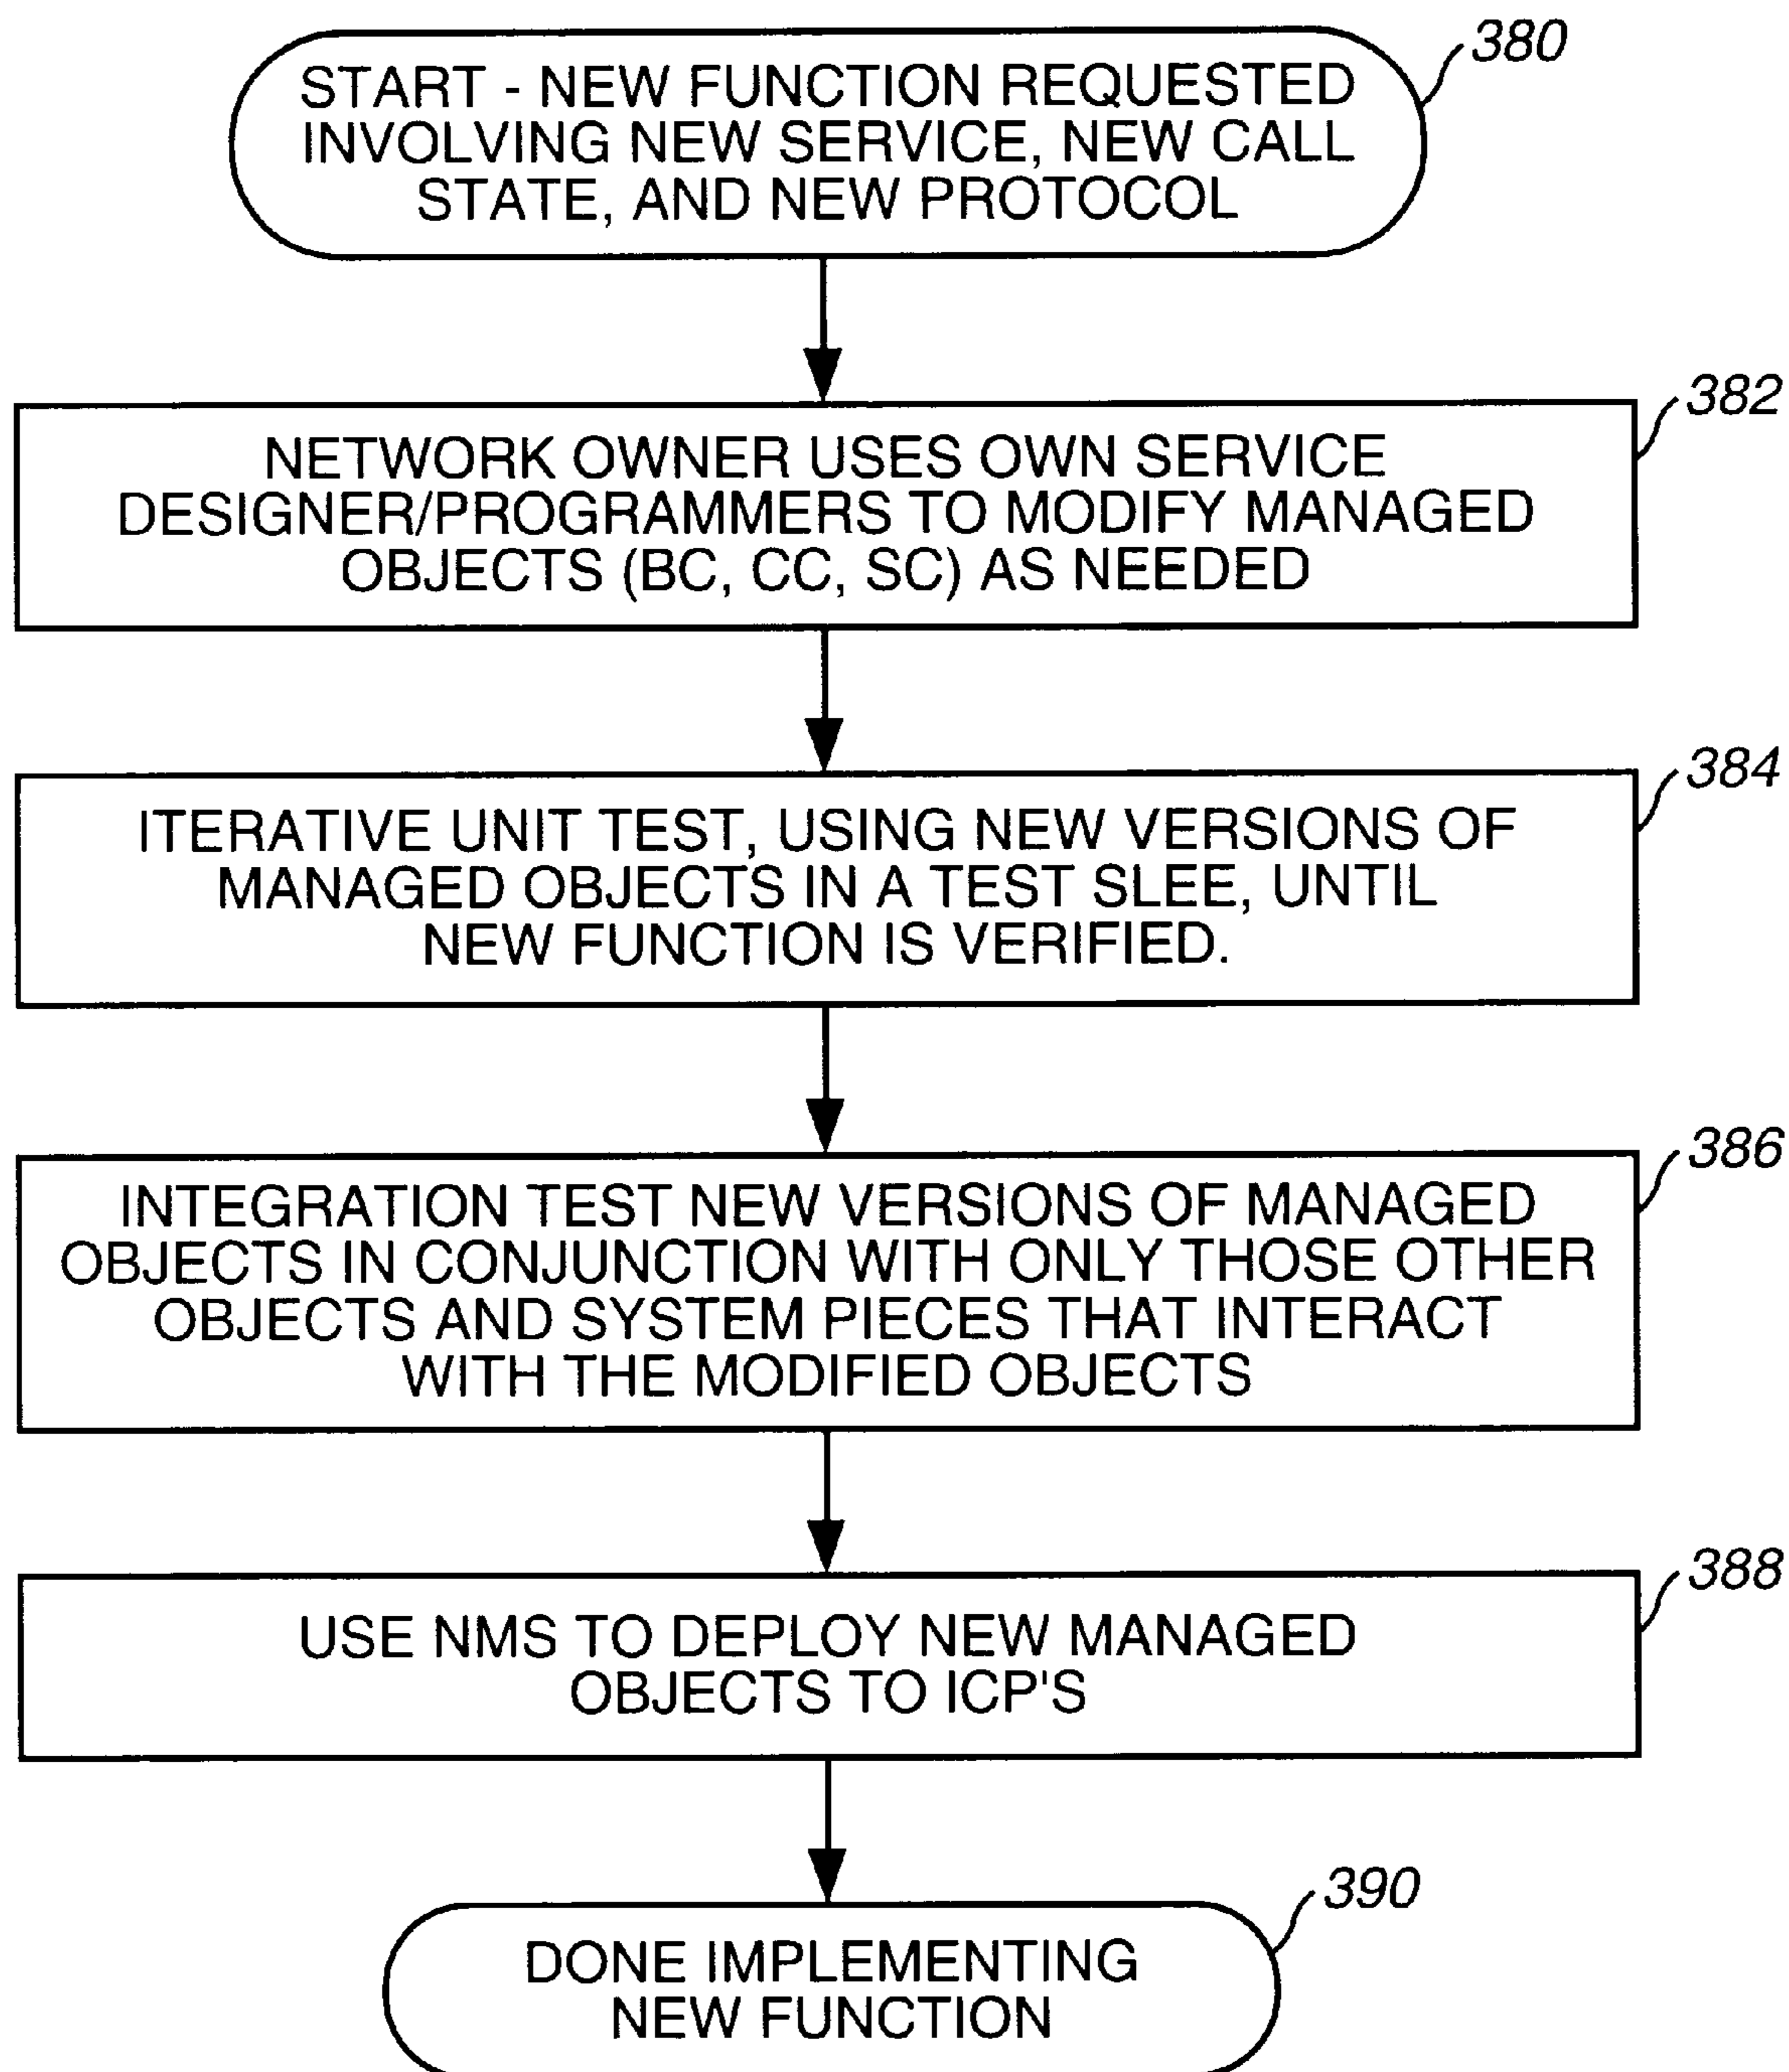 380
START - NEW FUNCTION REQUESTED
INVOLVING NEW SERVICE, NEW CALL
STATE, AND NEW PROTOCOL
382
NETWORK OWNER USES OWN SERVICE
DESIGNER/PROGRAMMERS TO MODIFY MANAGED
OBJECTS (BC, CC, SC) AS NEEDED
384
ITERATIVE UNIT TEST, USING NEW VERSIONS OF
MANAGED OBJECTS IN A TEST SLEE, UNTIL
NEW FUNCTION IS VERIFIED.
386
INTEGRATION TEST NEW VERSIONS OF MANAGED
OBJECTS IN CONJUNCTION WITH ONLY THOSE OTHER
OBJECTS AND SYSTEM PIECES THAT INTERACT
WITH THE MODIFIED OBJECTS
388
USE NMS TO DEPLOY NEW MANAGED
OBJECTS TO ICP'S
390
DONE IMPLEMENTING
NEW FUNCTION